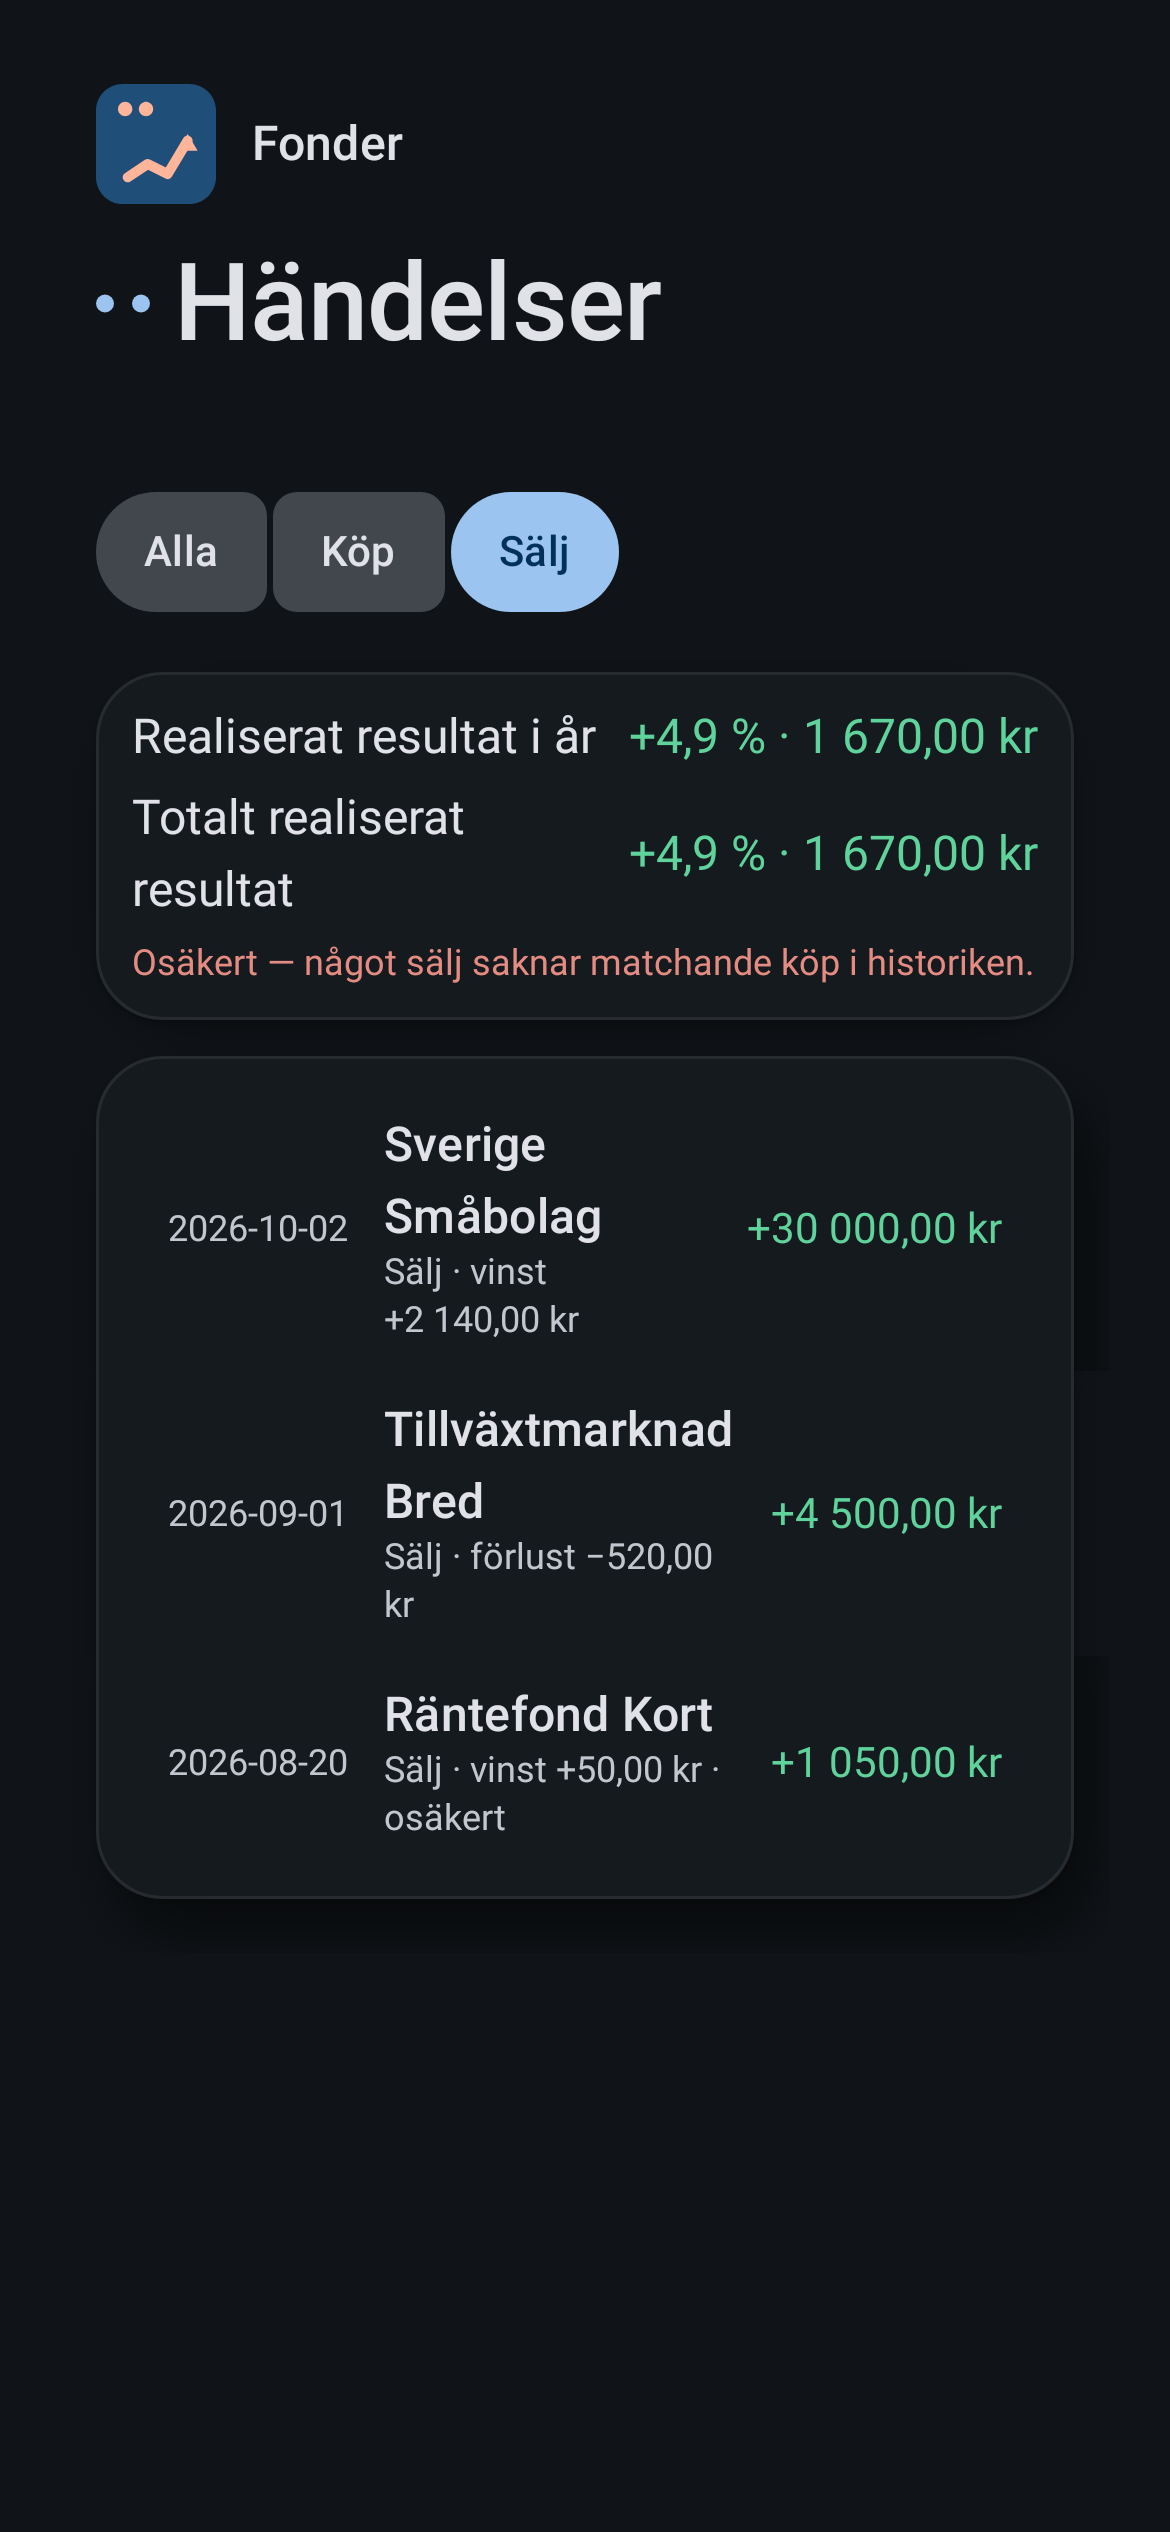 Fonder
Händelser
Alla
Köp
Sälj
Realiserat resultat i år
+4,9 % · 1 670,00 kr
Totalt realiserat
resultat
+4,9 % · 1 670,00 kr
Osäkert — något sälj saknar matchande köp i historiken.
2026-10-02
Sverige
Småbolag
Sälj · vinst
+2 140,00 kr
+30 000,00 kr
2026-09-01
Tillväxtmarknad
Bred
Sälj · förlust −520,00
kr
+4 500,00 kr
2026-08-20
Räntefond Kort
Sälj · vinst +50,00 kr ·
osäkert
+1 050,00 kr